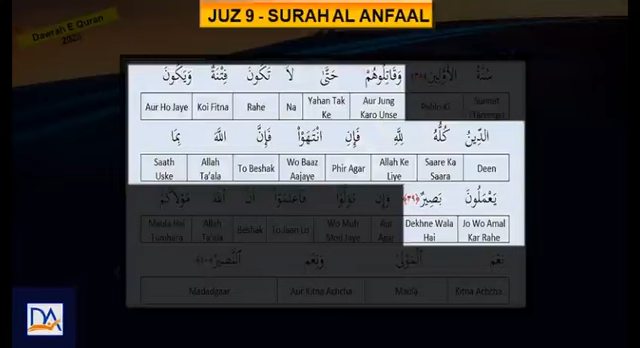 JUZ 9 - SURAH AL ANFAAL
Dawrah E Quran
2020
سُنَّةُ الْأَوَّلِينَ ﴿٣٨﴾ وَقَاتِلُوهُمْ حَتَّىٰ لَا تَكُونَ فِتْنَةٌ وَيَكُونَ
Sunnat Pehlo Ki Aur Jung Karo Unse Yahan Tak Ke Na Rahe Koi Fitna Aur Ho Jaye
الدِّينُ كُلُّهُ لِلَّهِ فَإِنِ انْتَهَوْا فَإِنَّ اللَّهَ بِمَا
Deen Saare Ka Saara Allah Ke Liye Phir Agar Wo Baaz Aajaye To Beshak Allah Ta'ala Saath Uske
يَعْمَلُونَ بَصِيرٌ ﴿٣٩﴾ وَإِن تَوَلَّوْا فَاعْلَمُوا أَنَّ اللَّهَ مَوْلَاكُمْ
Jo Wo Amal Kar Rahe Dekhne Wala Hai Aur Agar Wo Muh Mod Jaye To Jaan Lo Beshak Allah Ta'ala Maula Hai Tumhara
نِعْمَ الْمَوْلَىٰ وَنِعْمَ النَّصِيرُ ﴿٤٠﴾
Kitna Achcha Maula Aur Kitna Achcha Madadgaar
DA